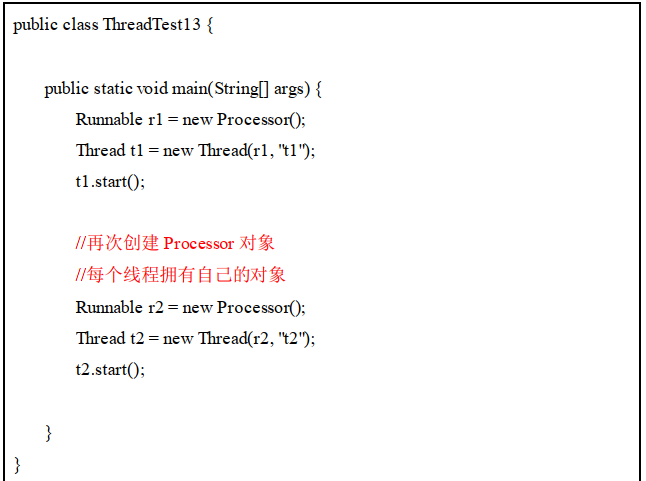 public class ThreadTest13 {
public static void main(String[] args) {
Runnable r1 = new Processor();
Thread t1 = new Thread(r1, "t1");
t1.start();
//再次创建 Processor 对象
//每个线程拥有自己的对象
Runnable r2 = new Processor();
Thread t2 = new Thread(r2, "t2");
t2.start();
}
}